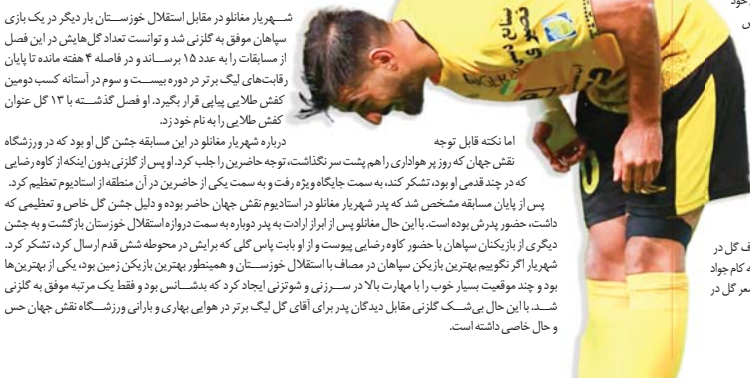 شهریار مغانلو در مقابل استقلال خوزستان بار دیگر در یک بازی
سپاهان موفق به گلزنی شد و توانست تعداد گل‌هایش در این فصل
از مسابقات را به عدد ۱۵ برساند و در فاصله ۴ هفته مانده تا پایان
رقابت‌های لیگ برتر در دوره بیست و سوم در آستانه کسب دومین
کفش طلایی پیاپی قرار بگیرد. او فصل گذشته با ۱۳ گل عنوان
کفش طلایی را به نام خود زد.
اما نکته قابل توجه درباره شهریار مغانلو در این مسابقه جشن گل او بود که در ورزشگاه
نقش جهان که روز پر هواداری را هم پشت سر نگذاشت، توجه حاضرین را جلب کرد. او پس از گلزنی بدون اینکه از کاوه رضایی
که در چند قدمی او بود، تشکر کند، به سمت جایگاه ویژه رفت و به سمت یکی از حاضرین در آن منطقه از استادیوم تعظیم کرد.
پس از پایان مسابقه مشخص شد که پدر شهریار مغانلو در استادیوم نقش جهان حاضر بوده و دلیل جشن گل خاص و تعظیمی که
داشت، حضور پدرش بوده است. با این حال مغانلو پس از ابراز ارادت به پدر دوباره به سمت دروازه استقلال خوزستان بازگشت و به جشن
دیگری از بازیکنان سپاهان با حضور کاوه رضایی پیوست و از او بابت پاس گلی که برایش در محوطه شش قدم ارسال کرد، تشکر کرد.
شهریار اگر نگوییم بهترین بازیکن سپاهان در مصاف با استقلال خوزستان و همینطور بهترین بازیکن زمین بود، یکی از بهترین‌ها
بود و چند موقعیت بسیار خوب را با مهارت بالا در سرزنی و شوتزنی ایجاد کرد که بدشانس بود و فقط یک مرتبه موفق به گلزنی
شد. با این حال بی‌شک گلزنی مقابل دیدگان پدر برای آقای گل لیگ برتر در هوایی بهاری و بارانی ورزشگاه نقش جهان حس
و حال خاصی داشته است.
خود
ف گل در
ه کام جواد
گل در